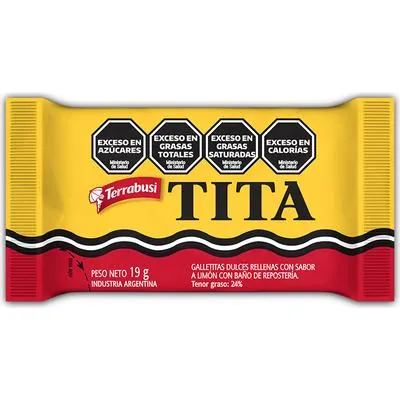 EXCESO EN
AZÚCARES
Ministerio
de Salud
EXCESO EN
GRASAS
TOTALES
Ministerio
de Salud
EXCESO EN
GRASAS
SATURADAS
Ministerio
de Salud
EXCESO EN
CALORÍAS
Ministerio
de Salud
Terrabusi
TITA
PESO NETO 19 g
INDUSTRIA ARGENTINA
GALLETITAS DULCES RELLENAS CON SABOR
A LIMÓN CON BAÑO DE REPOSTERÍA.
Tenor graso: 24%